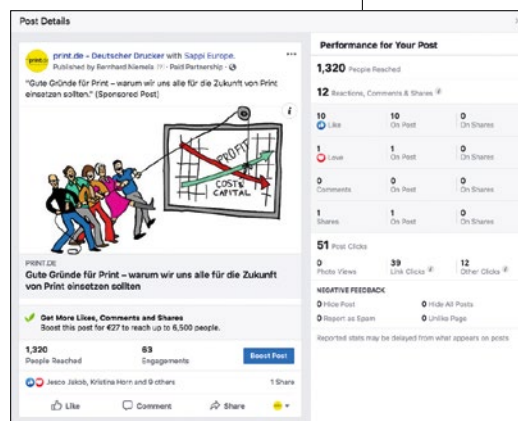 Post Details
print.de
print.de - Deutscher Drucker with Sappi Europe.
Published by Bernhard Niemela · Paid Partnership ·
"Gute Gründe für Print – warum wir uns alle für die Zukunft von Print
einsetzen sollten." (Sponsored Post)
PROFIT
COST
CAPITAL
PRINT.DE
Gute Gründe für Print – warum wir uns alle für die Zukunft
von Print einsetzen sollten
Get More Likes, Comments and Shares
Boost this post for €27 to reach up to 6,500 people.
1,320
People Reached
63
Engagements
Boost Post
Jesco Jakob, Kristina Horn and 9 others
1 Share
Like
Comment
Share
Performance for Your Post
1,320 People Reached
12 Reactions, Comments & Shares
10
Like
10
On Post
0
On Shares
1
Love
1
On Post
0
On Shares
0
Comments
0
On Post
0
On Shares
1
Shares
1
On Post
0
On Shares
51 Post Clicks
0
Photo Views
39
Link Clicks
12
Other Clicks
NEGATIVE FEEDBACK
0 Hide Post
0 Hide All Posts
0 Report as Spam
0 Unlike Page
Reported stats may be delayed from what appears on posts